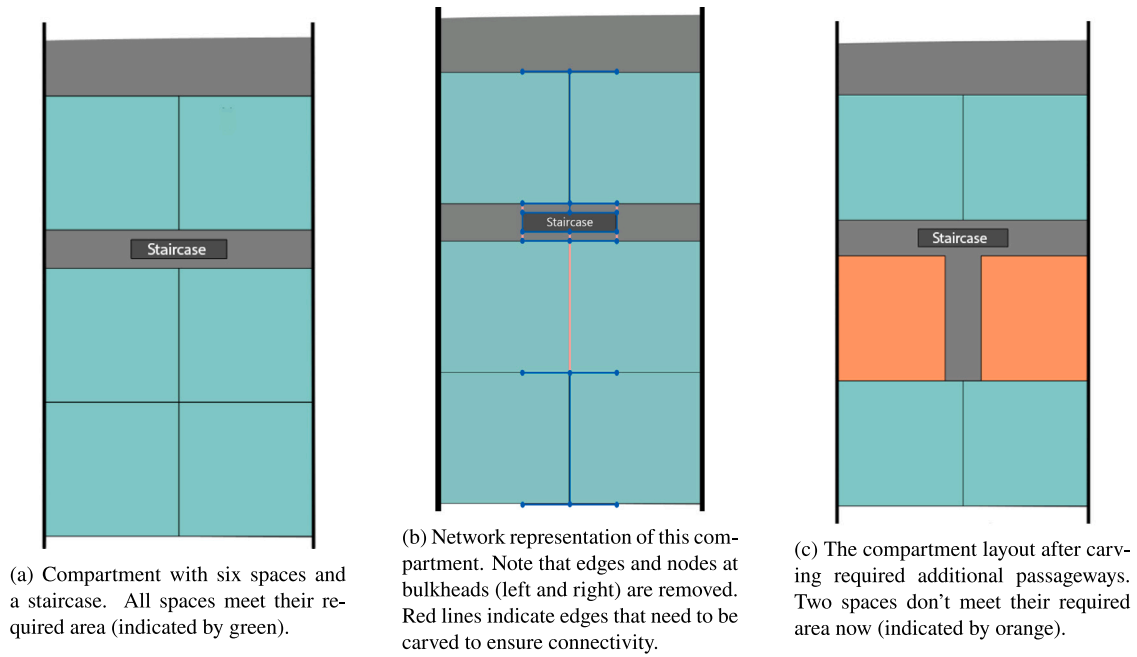 Staircase
Staircase
Staircase
(a) Compartment with six spaces and
a staircase. All spaces meet their re-
quired area (indicated by green).
(b) Network representation of this com-
partment. Note that edges and nodes at
bulkheads (left and right) are removed.
Red lines indicate edges that need to be
carved to ensure connectivity.
(c) The compartment layout after carv-
ing required additional passageways.
Two spaces don't meet their required
area now (indicated by orange).